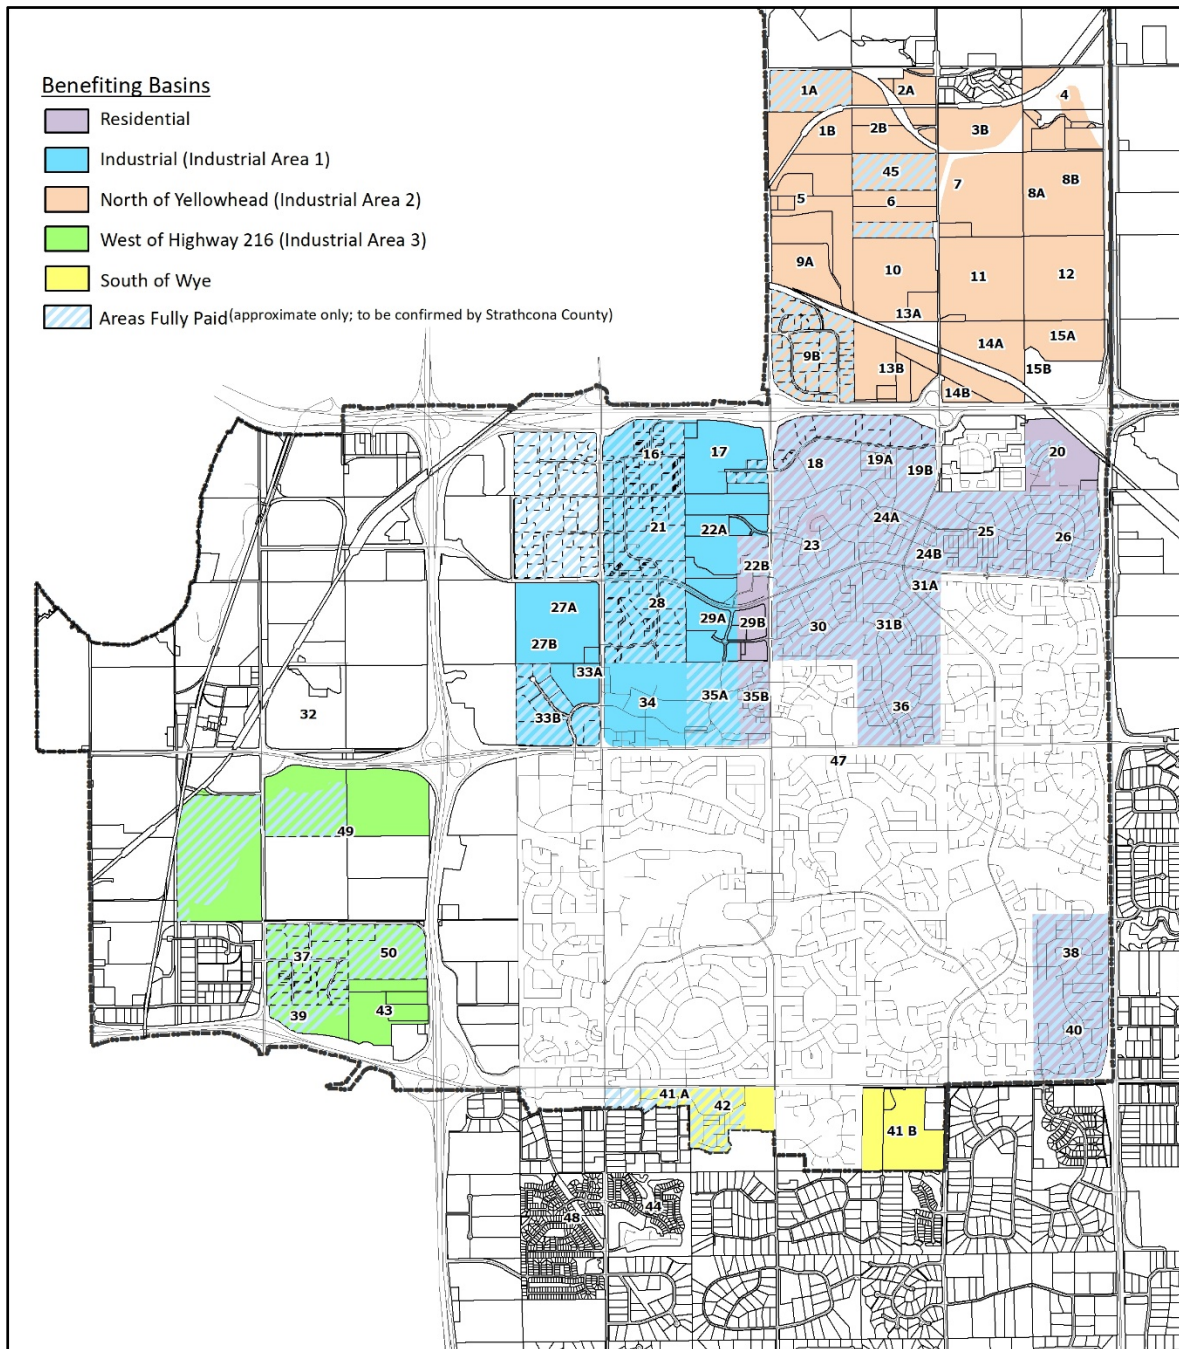 Benefiting Basins
Residential
Industrial (Industrial Area 1)
North of Yellowhead (Industrial Area 2)
West of Highway 216 (Industrial Area 3)
South of Wye
Areas Fully Paid (approximate only; to be confirmed by Strathcona County)
1A 2A 4
1B 2B 3B
45 7 8A 8B
5 6
9A 10 11 12
13A
9B 13B 14A 15A
14B 15B
16 17 18 19A 19B 20
21 22A 23 24A 25 26
22B 24B
27A 28 29A 29B 30 31B 31A
27B
32 33A 34 35A 35B 36
33B
47
49
37 50 38
39 43 40
41 A 42 41 B
48 44